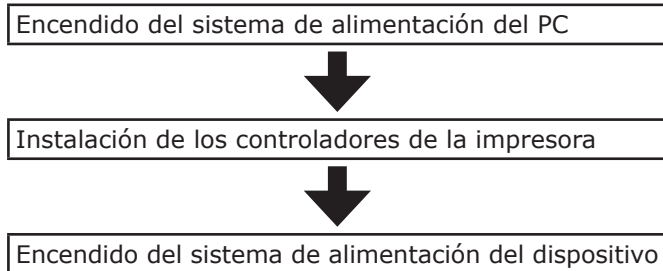 Encendido del sistema de alimentación del PC
Instalación de los controladores de la impresora
Encendido del sistema de alimentación del dispositivo